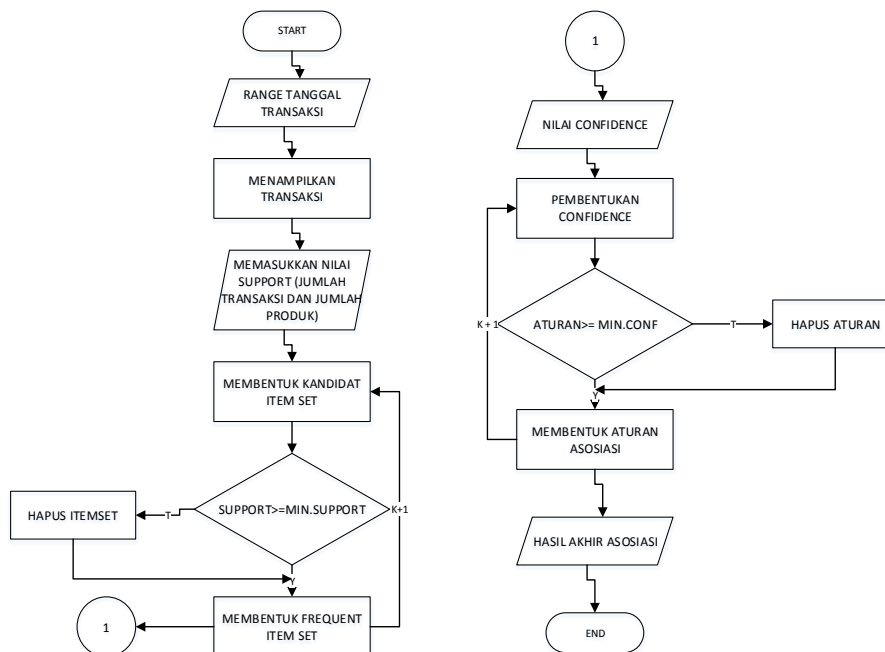 START
RANGE TANGGAL
TRANSAKSI
MENAMPILKAN
TRANSAKSI
MEMASUKKAN NILAI
SUPPORT (JUMLAH
TRANSAKSI DAN JUMLAH
PRODUK)
MEMBENTUK KANDIDAT
ITEM SET
SUPPORT>=MIN.SUPPORT
K+1
T
HAPUS ITEMSET
Y
MEMBENTUK FREQUENT
ITEM SET
1
1
NILAI CONFIDENCE
PEMBENTUKAN
CONFIDENCE
K + 1
ATURAN>= MIN.CONF
T
HAPUS ATURAN
Y
MEMBENTUK ATURAN
ASOSIASI
HASIL AKHIR ASOSIASI
END